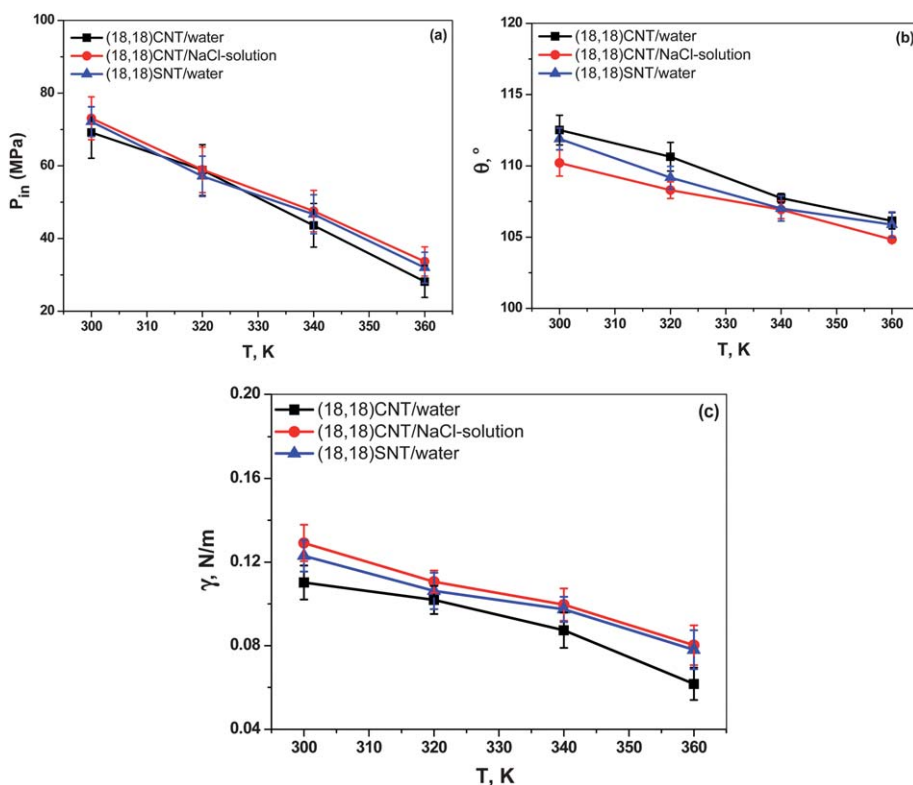 (a)
(18,18)CNT/water
(18,18)CNT/NaCl-solution
(18,18)SNT/water
P_in (MPa)
100
80
60
40
20
300 310 320 330 340 350 360
T, K
(b)
(18,18)CNT/water
(18,18)CNT/NaCl-solution
(18,18)SNT/water
θ, °
120
115
110
105
100
300 310 320 330 340 350 360
T, K
(c)
(18,18)CNT/water
(18,18)CNT/NaCl-solution
(18,18)SNT/water
γ, N/m
0.20
0.16
0.12
0.08
0.04
300 310 320 330 340 350 360
T, K